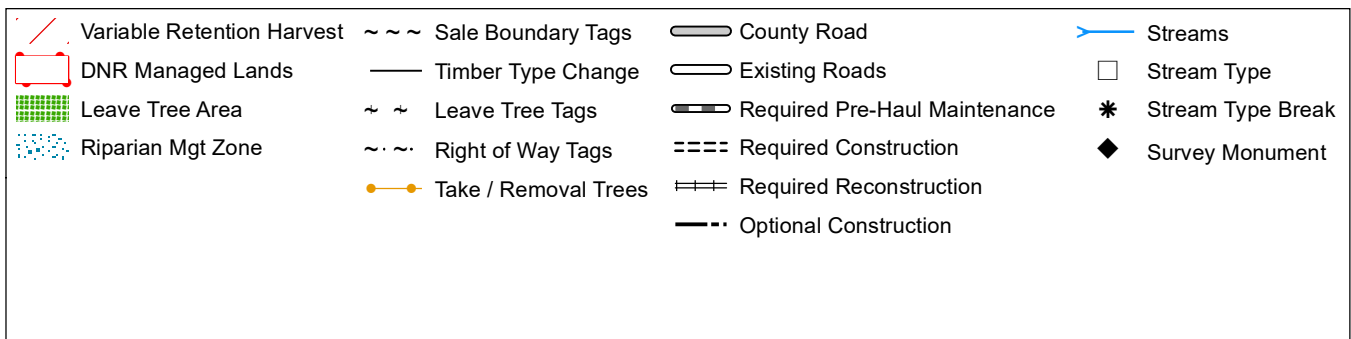 Variable Retention Harvest
DNR Managed Lands
Leave Tree Area
Riparian Mgt Zone
Sale Boundary Tags
Timber Type Change
Leave Tree Tags
Right of Way Tags
Take / Removal Trees
County Road
Existing Roads
Required Pre-Haul Maintenance
Required Construction
Required Reconstruction
Optional Construction
Streams
Stream Type
Stream Type Break
Survey Monument